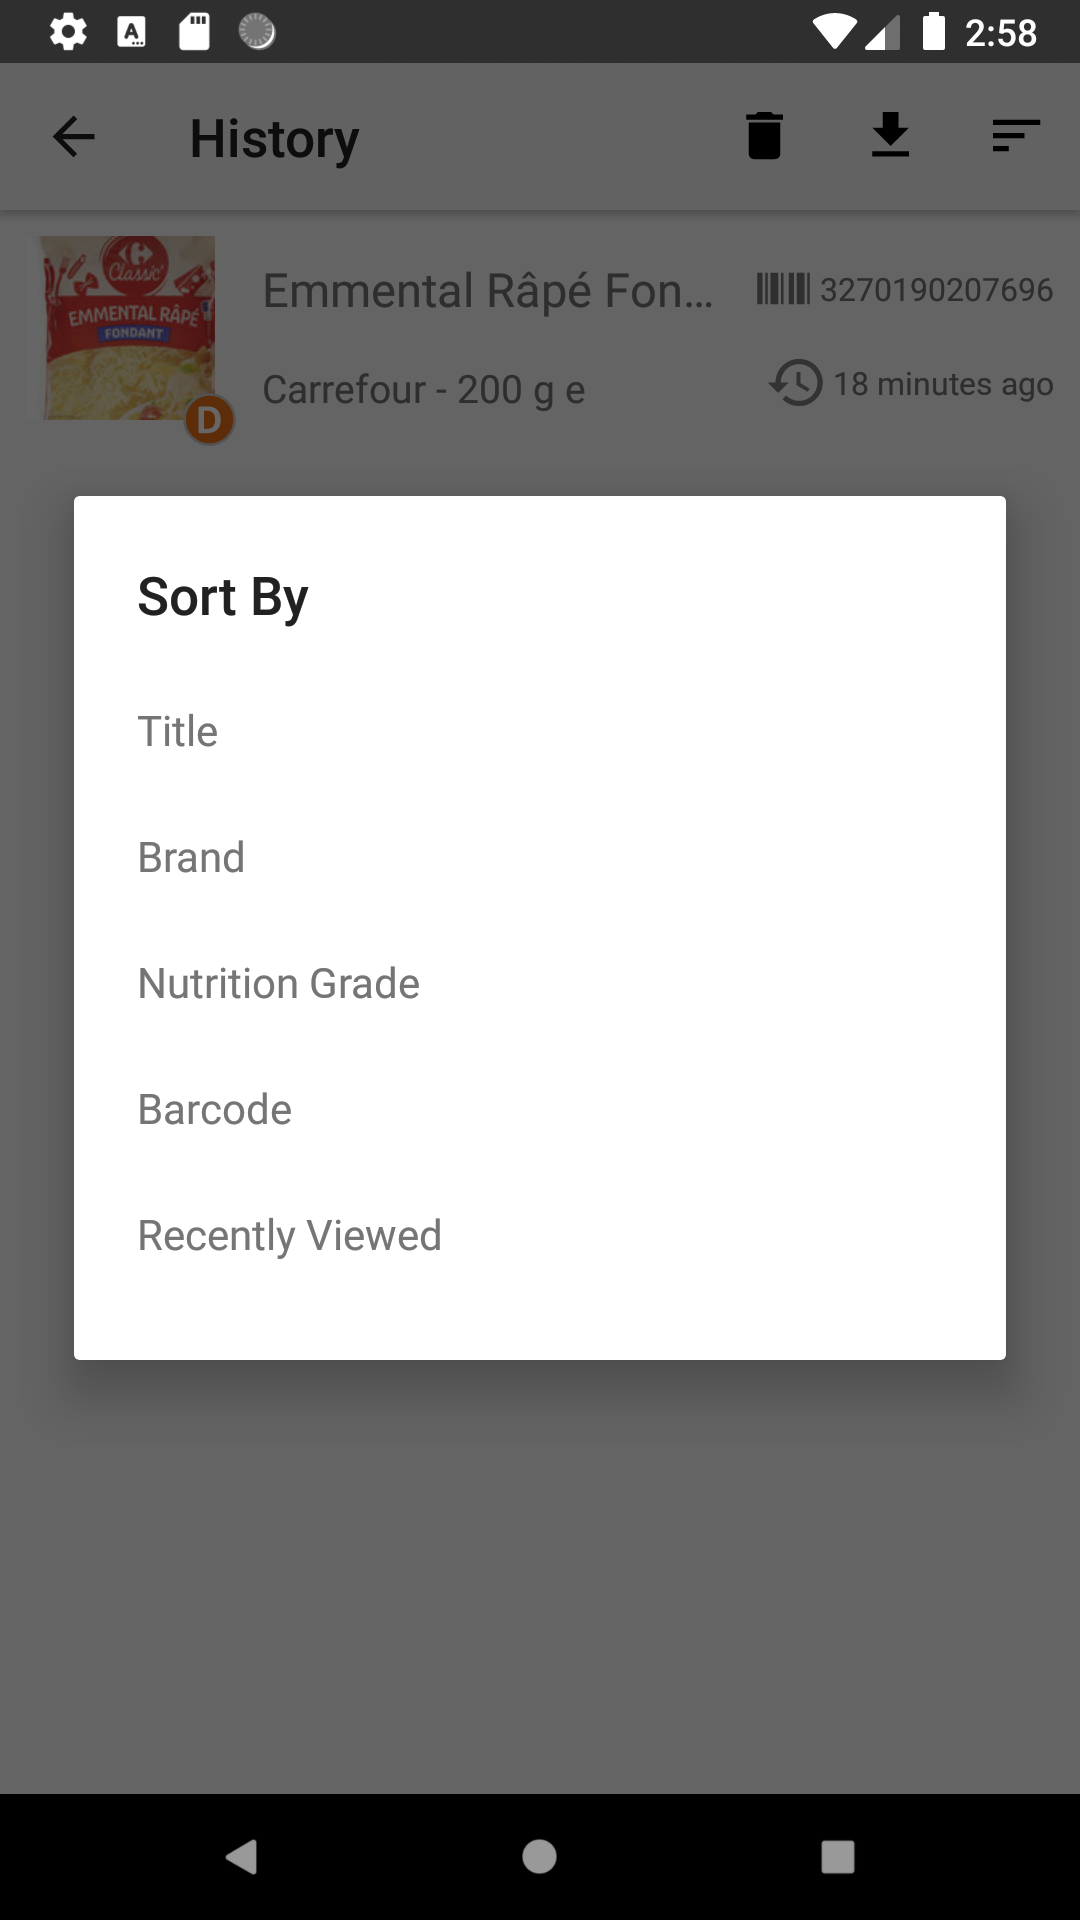 2:58
History
Classic'
EMMENTAL RÂPÉ
FONDANT
D
Emmental Râpé Fon...
3270190207696
Carrefour - 200 g e
18 minutes ago
Sort By
Title
Brand
Nutrition Grade
Barcode
Recently Viewed